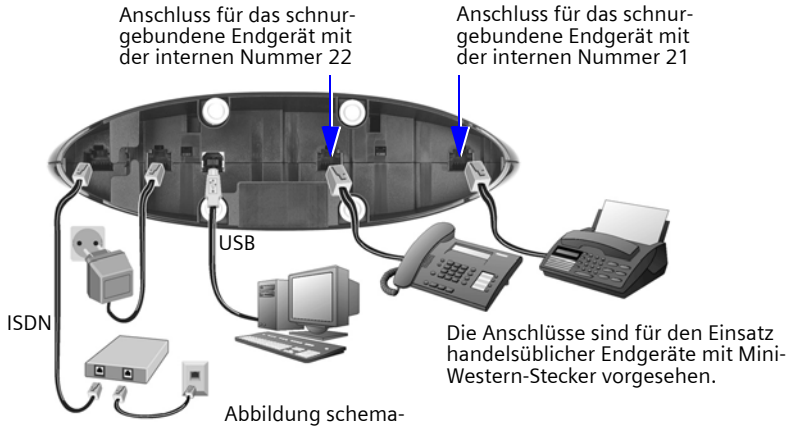 Anschluss für das schnur-
gebundene Endgerät mit
der internen Nummer 22
Anschluss für das schnur-
gebundene Endgerät mit
der internen Nummer 21
USB
ISDN
Die Anschlüsse sind für den Einsatz
handelsüblicher Endgeräte mit Mini-
Western-Stecker vorgesehen.
Abbildung schema-